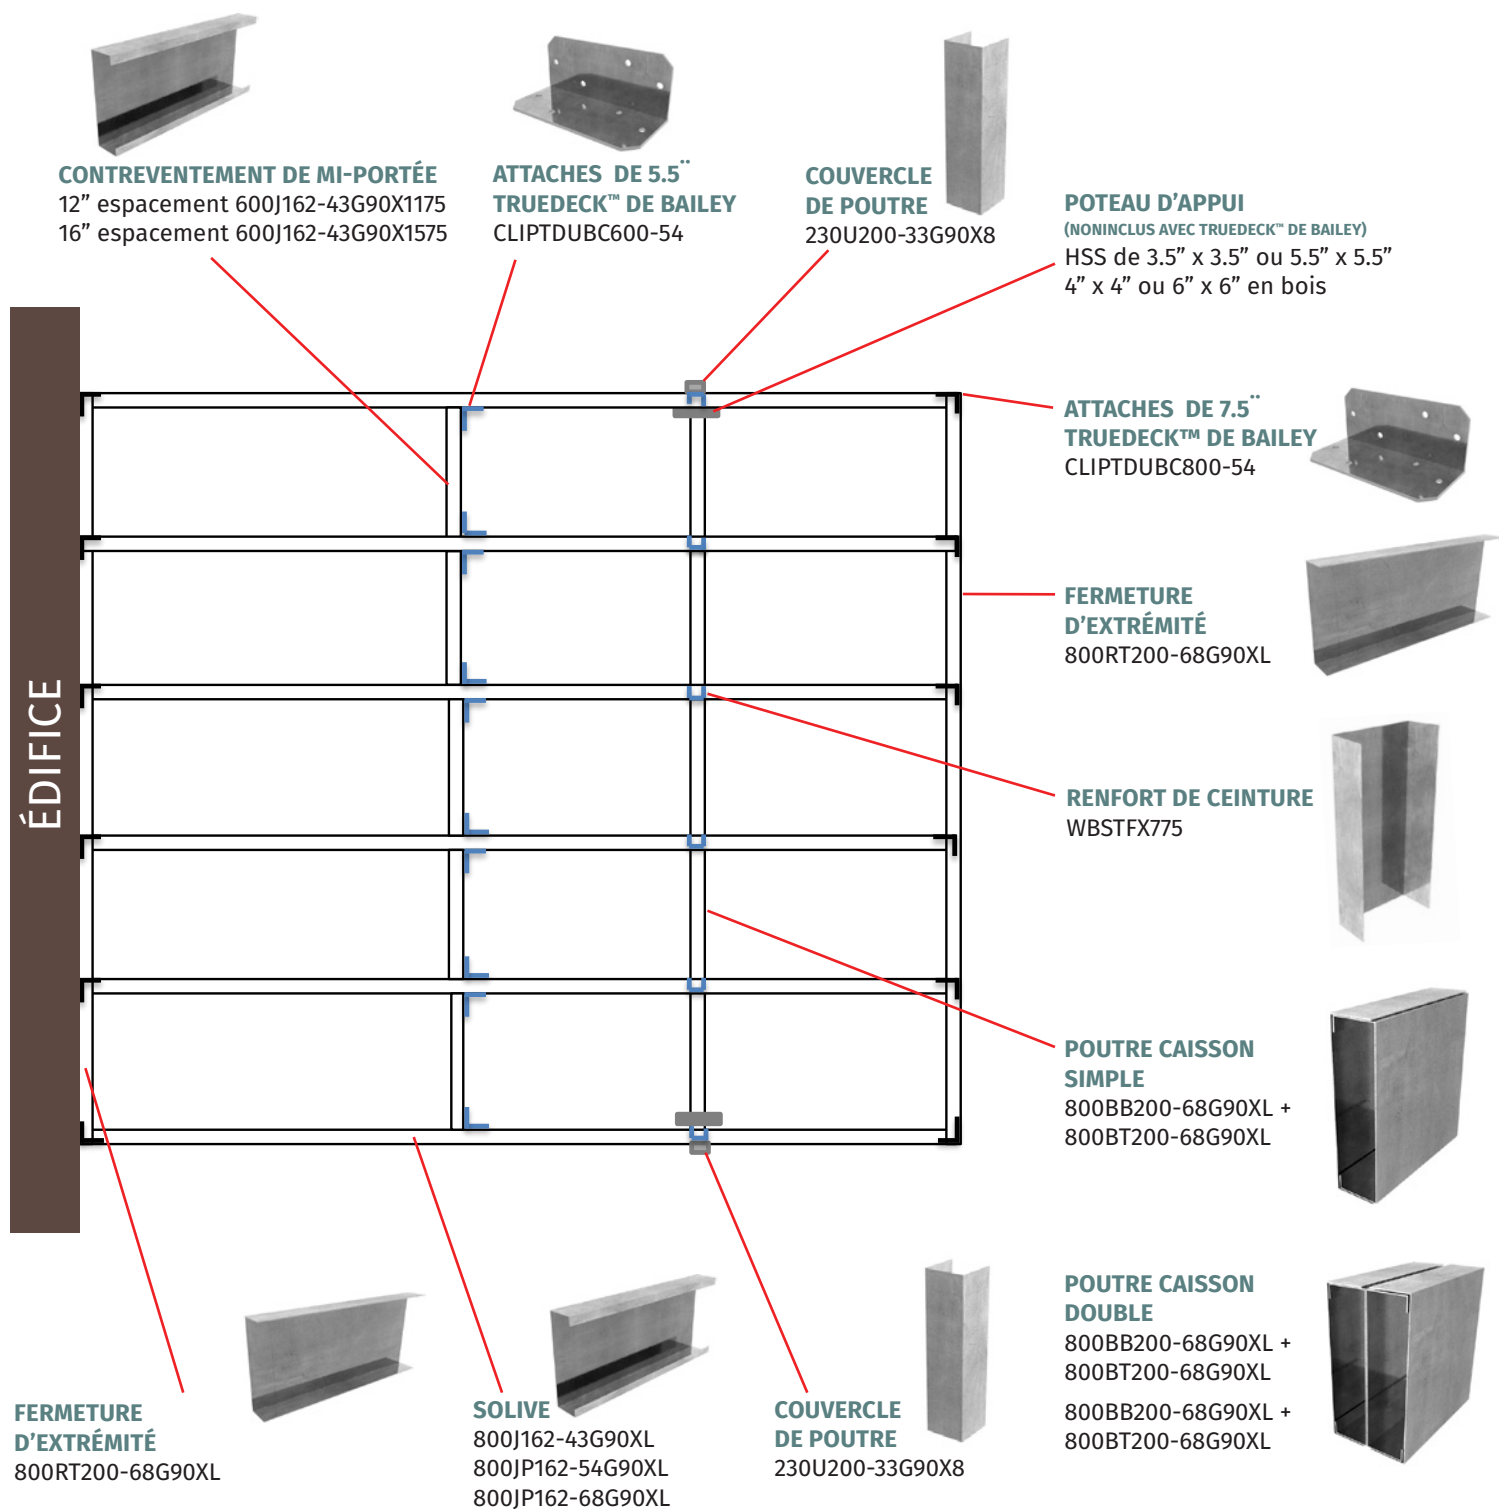 CONTREVENTEMENT DE MI-PORTÉE
12” espacement 600J162-43G90X1175
16” espacement 600J162-43G90X1575
ATTACHES DE 5.5¨
TRUEDECK™ DE BAILEY
CLIPTDUBC600-54
COUVERCLE
DE POUTRE
230U200-33G90X8
POTEAU D’APPUI
(NONINCLUS AVEC TRUEDECK™ DE BAILEY)
HSS de 3.5” x 3.5” ou 5.5” x 5.5”
4” x 4” ou 6” x 6” en bois
ATTACHES DE 7.5¨
TRUEDECK™ DE BAILEY
CLIPTDUBC800-54
FERMETURE
D’EXTRÉMITÉ
800RT200-68G90XL
ÉDIFICE
RENFORT DE CEINTURE
WBSTFX775
POUTRE CAISSON
SIMPLE
800BB200-68G90XL +
800BT200-68G90XL
POUTRE CAISSON
DOUBLE
800BB200-68G90XL +
800BT200-68G90XL
800BB200-68G90XL +
800BT200-68G90XL
FERMETURE
D’EXTRÉMITÉ
800RT200-68G90XL
SOLIVE
800J162-43G90XL
800JP162-54G90XL
800JP162-68G90XL
COUVERCLE
DE POUTRE
230U200-33G90X8